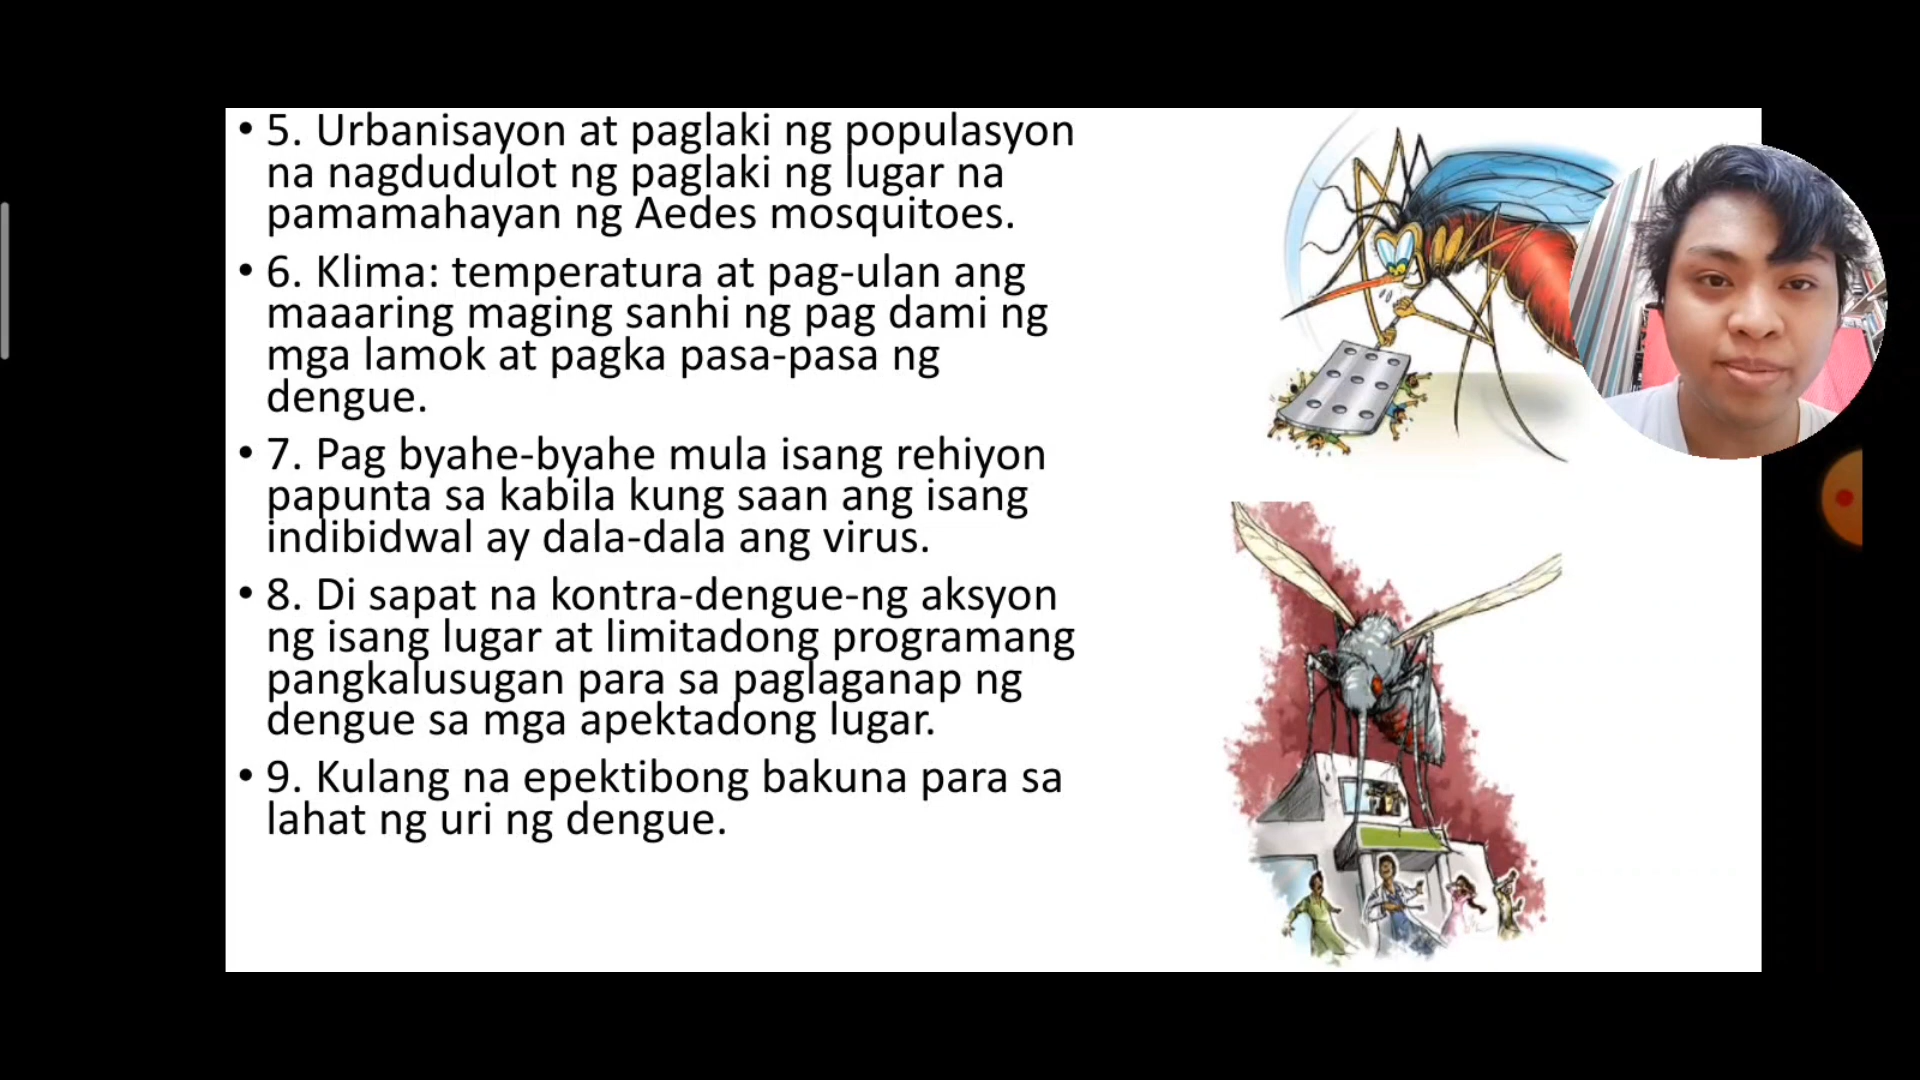 • 5. Urbanisayon at paglaki ng populasyon
na nagdudulot ng paglaki ng lugar na
pamamahayan ng Aedes mosquitoes.
• 6. Klima: temperatura at pag-ulan ang
maaaring maging sanhi ng pag dami ng
mga lamok at pagka pasa-pasa ng
dengue.
• 7. Pag byahe-byahe mula isang rehiyon
papunta sa kabila kung saan ang isang
indibidwal ay dala-dala ang virus.
• 8. Di sapat na kontra-dengue-ng aksyon
ng isang lugar at limitadong programang
pangkalusugan para sa paglaganap ng
dengue sa mga apektadong lugar.
• 9. Kulang na epektibong bakuna para sa
lahat ng uri ng dengue.